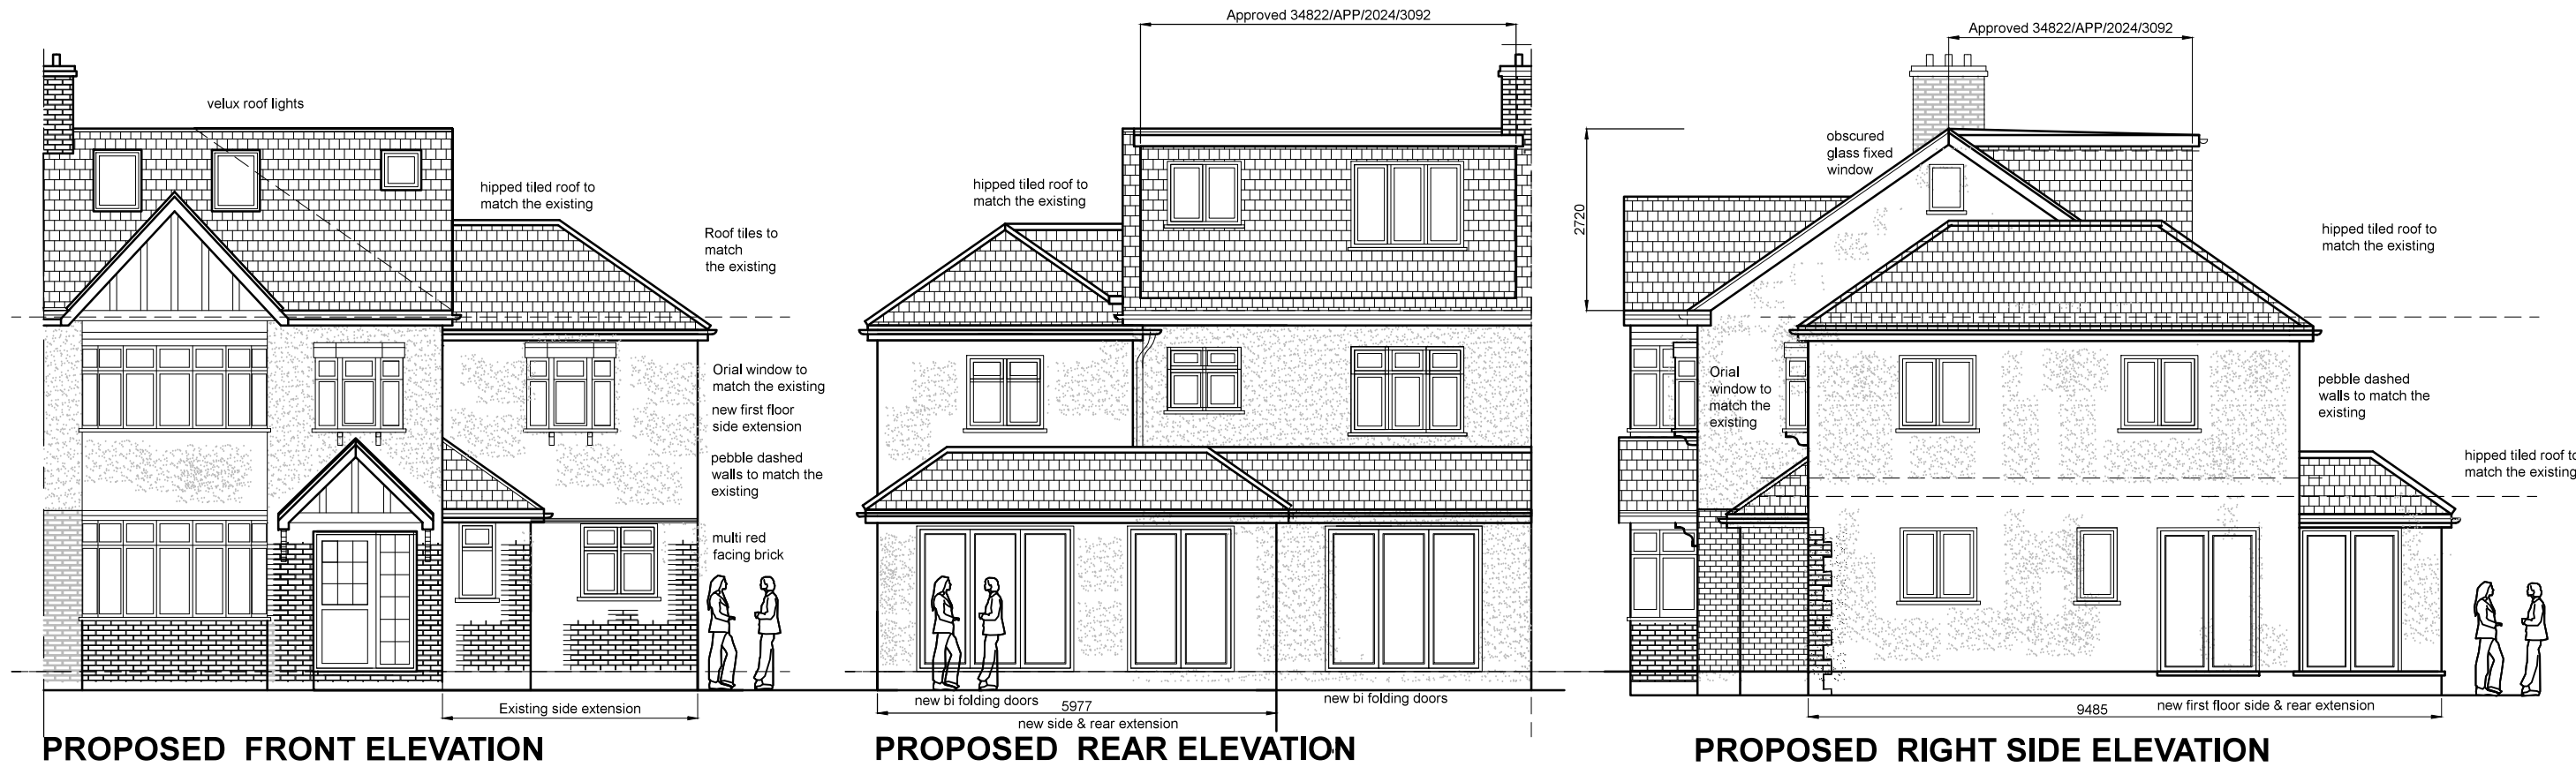 velux roof lights
hipped tiled roof to
match the existing
Roof tiles to
match
the existing
Orial window to
match the existing
new first floor
side extension
pebble dashed
walls to match the
existing
multi red
facing brick
Existing side extension
PROPOSED FRONT ELEVATION
Approved 34822/APP/2024/3092
hipped tiled roof to
match the existing
new bi folding doors
5977
new bi folding doors
new side & rear extension
PROPOSED REAR ELEVATION
Approved 34822/APP/2024/3092
obscured
glass fixed
window
2720
hipped tiled roof to
match the existing
Orial
window to
match the
existing
pebble dashed
walls to match the
existing
hipped tiled roof to
match the existing
9485
new first floor side & rear extension
PROPOSED RIGHT SIDE ELEVATION